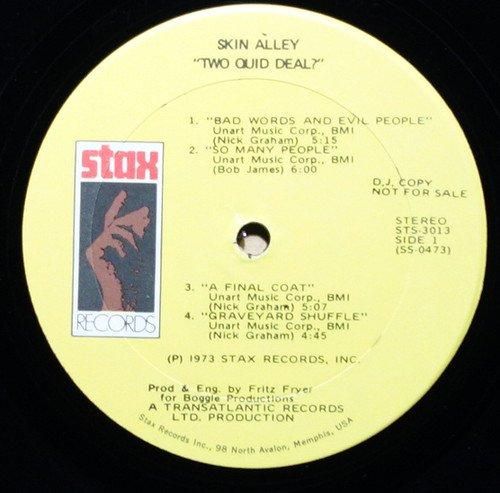 SKIN ALLEY
"TWO QUID DEAL?"
1. "BAD WORDS AND EVIL PEOPLE"
Unart Music Corp., BMI
(Nick Graham) 5:15
2. "SO MANY PEOPLE"
Unart Music Corp., BMI
(Bob James) 6:00
D.J. COPY
NOT FOR SALE
stax
RECORDS
STEREO
STS-3013
SIDE 1
(SS-0473)
3. "A FINAL COAT"
Unart Music Corp., BMI
(Nick Graham) 5:07
4. "GRAVEYARD SHUFFLE"
Unart Music Corp., BMI
(Nick Graham) 4:45
(P) 1973 STAX RECORDS, INC.
Prod & Eng. by Fritz Fryer
for Boggle Productions
A TRANSATLANTIC RECORDS
LTD. PRODUCTION
Stax Records Inc., 98 North Avalon, Memphis, USA